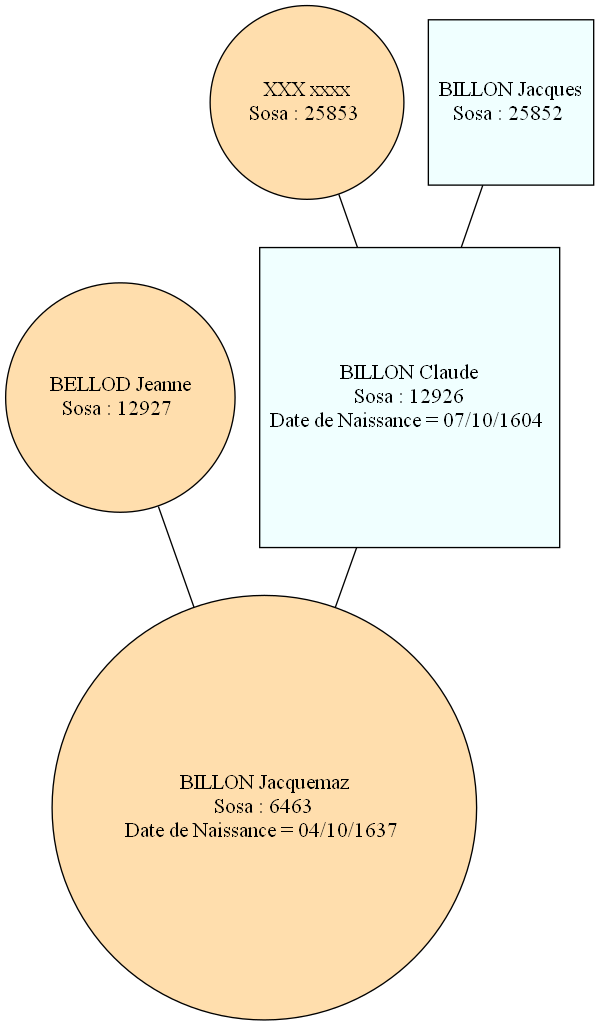 XXX xxxx
Sosa : 25853
BILLON Jacques
Sosa : 25852
BELLOD Jeanne
Sosa : 12927
BILLON Claude
Sosa : 12926
Date de Naissance = 07/10/1604
BILLON Jacquemaz
Sosa : 6463
Date de Naissance = 04/10/1637